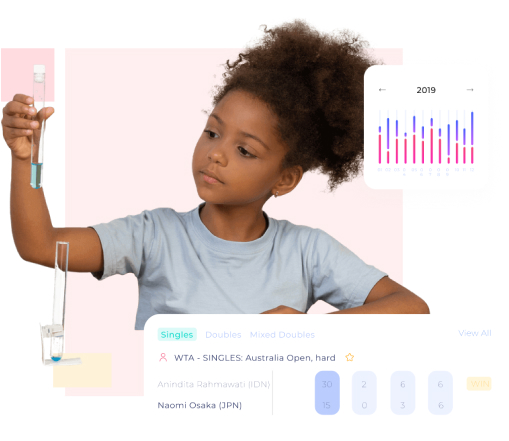 ← 2019 →
Singles Doubles Mixed Doubles View All
WTA - SINGLES: Australia Open, hard
Anindita Rahmawati (IDN) 30 2 6 6
Naomi Osaka (JPN) 15 0 3 6